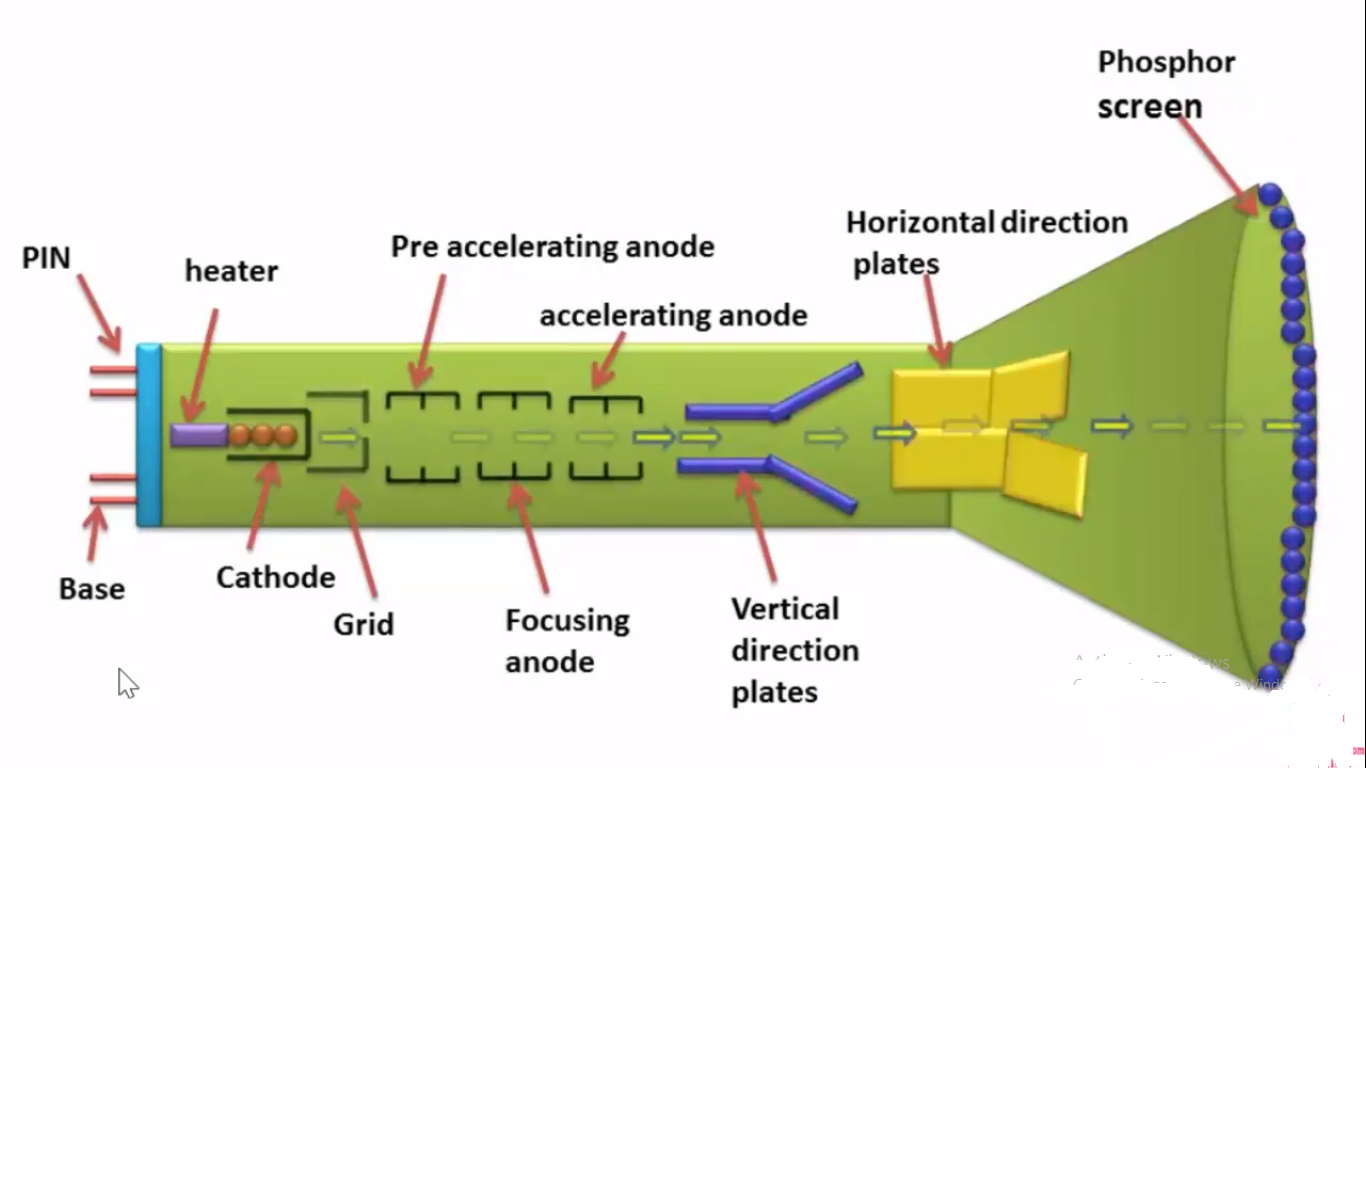 Phosphor
screen
Horizontal direction
plates
PIN
heater
Pre accelerating anode
accelerating anode
Base
Cathode
Grid
Focusing
anode
Vertical
direction
plates